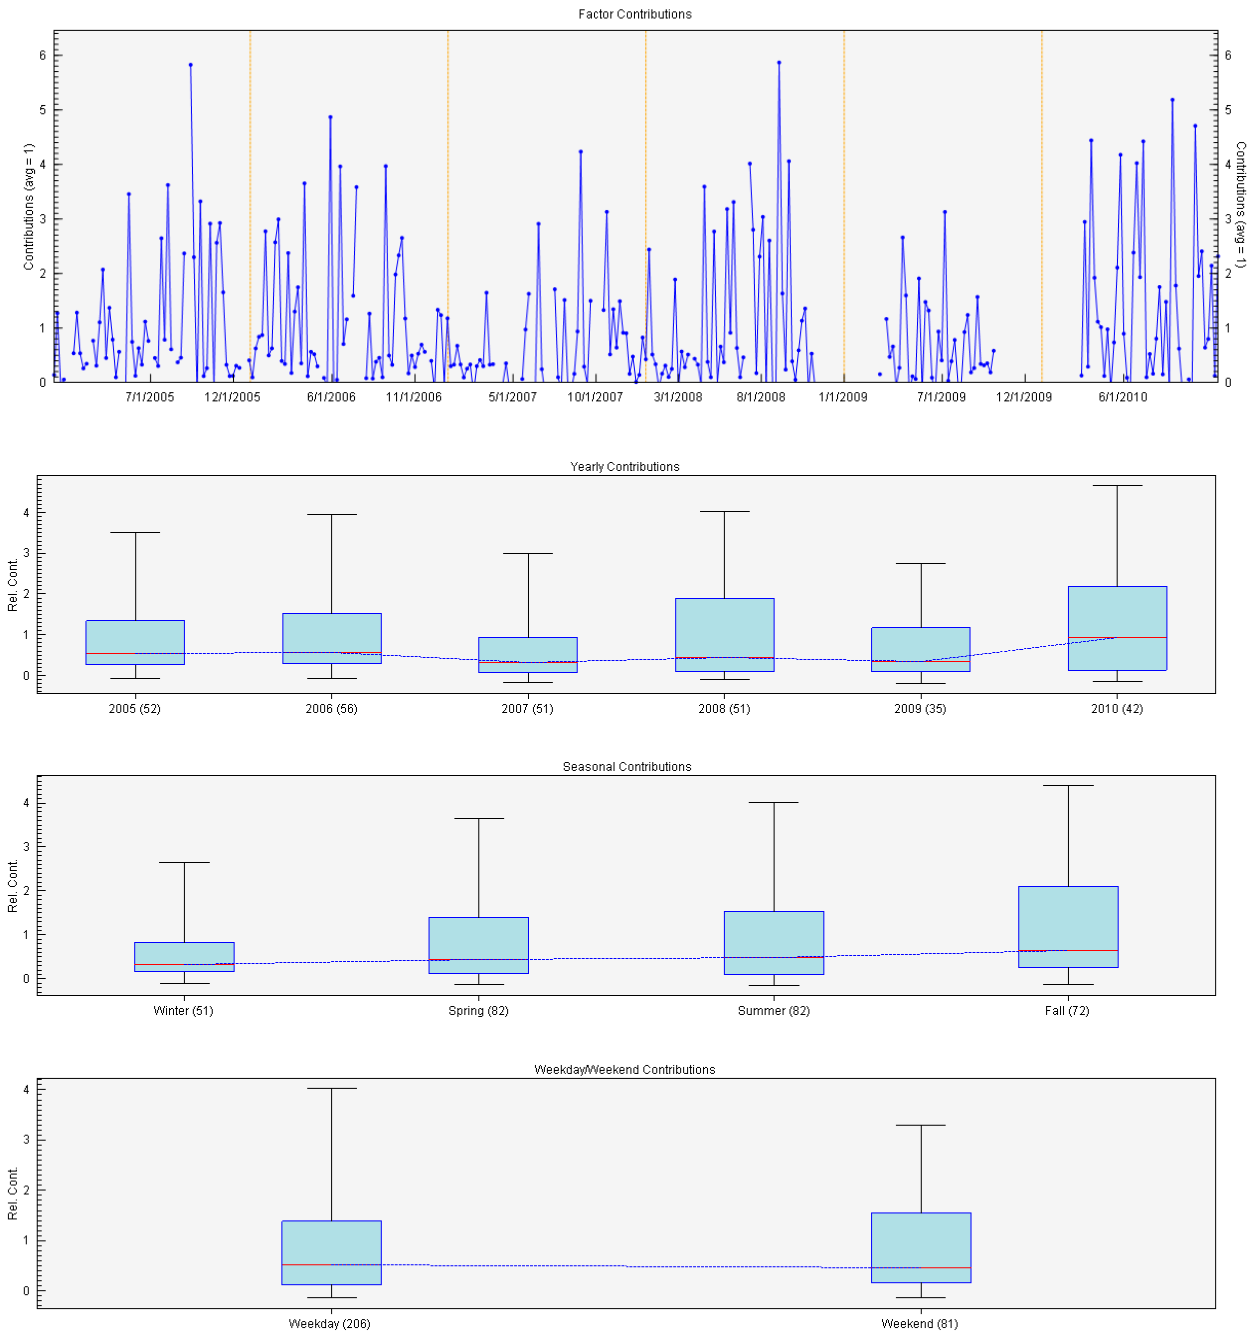 Factor Contributions
Contributions (avg = 1)
6 5 4 3 2 1 0
6 5 4 3 2 1 0
Contributions (avg = 1)
7/1/2005 12/1/2005 6/1/2006 11/1/2006 5/1/2007 10/1/2007 3/1/2008 8/1/2008 1/1/2009 7/1/2009 12/1/2009 6/1/2010
Yearly Contributions
Rel. Cont.
4 3 2 1 0
2005 (52) 2006 (56) 2007 (51) 2008 (51) 2009 (35) 2010 (42)
Seasonal Contributions
Rel. Cont.
4 3 2 1 0
Winter (51) Spring (82) Summer (82) Fall (72)
Weekday/Weekend Contributions
Rel. Cont.
4 3 2 1 0
Weekday (206) Weekend (81)